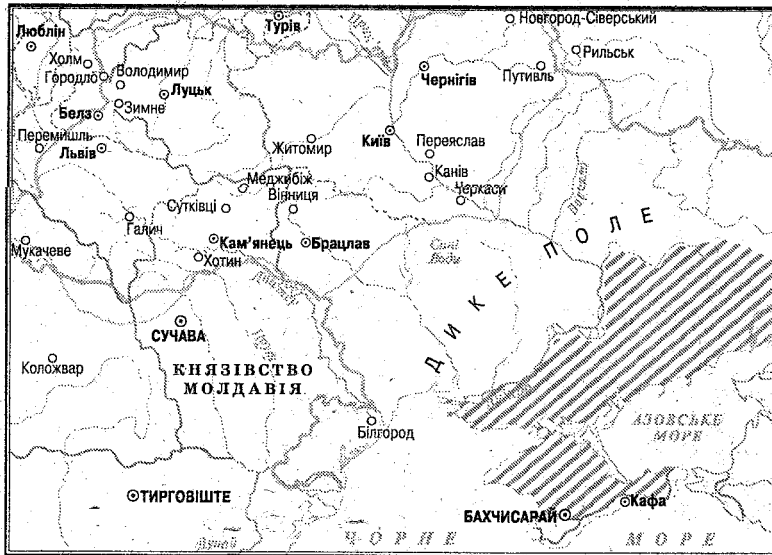 Новгород-Сіверський
Турів
Люблін
Рильськ
Холм
Городло
Володимир
Чернігів
Путивль
Луцьк
Зимне
Белз
Київ
Перемишль
Львів
Житомир
Переяслав
Канів
Меджибіж
Черкаси
Вінниця
Сутківці
Галич
Мукачеве
Кам'янець
Брацлав
Хотин
Сині
Води
ДИКЕ ПОЛЕ
СУЧАВА
Коложвар
КНЯЗІВСТВО
МОЛДАВІЯ
Білгород
АЗОВСЬКЕ
МОРЕ
ТИРГОВІШТЕ
БАХЧИСАРАЙ
Кафа
Дунай
ЧОРНЕ МОРЕ